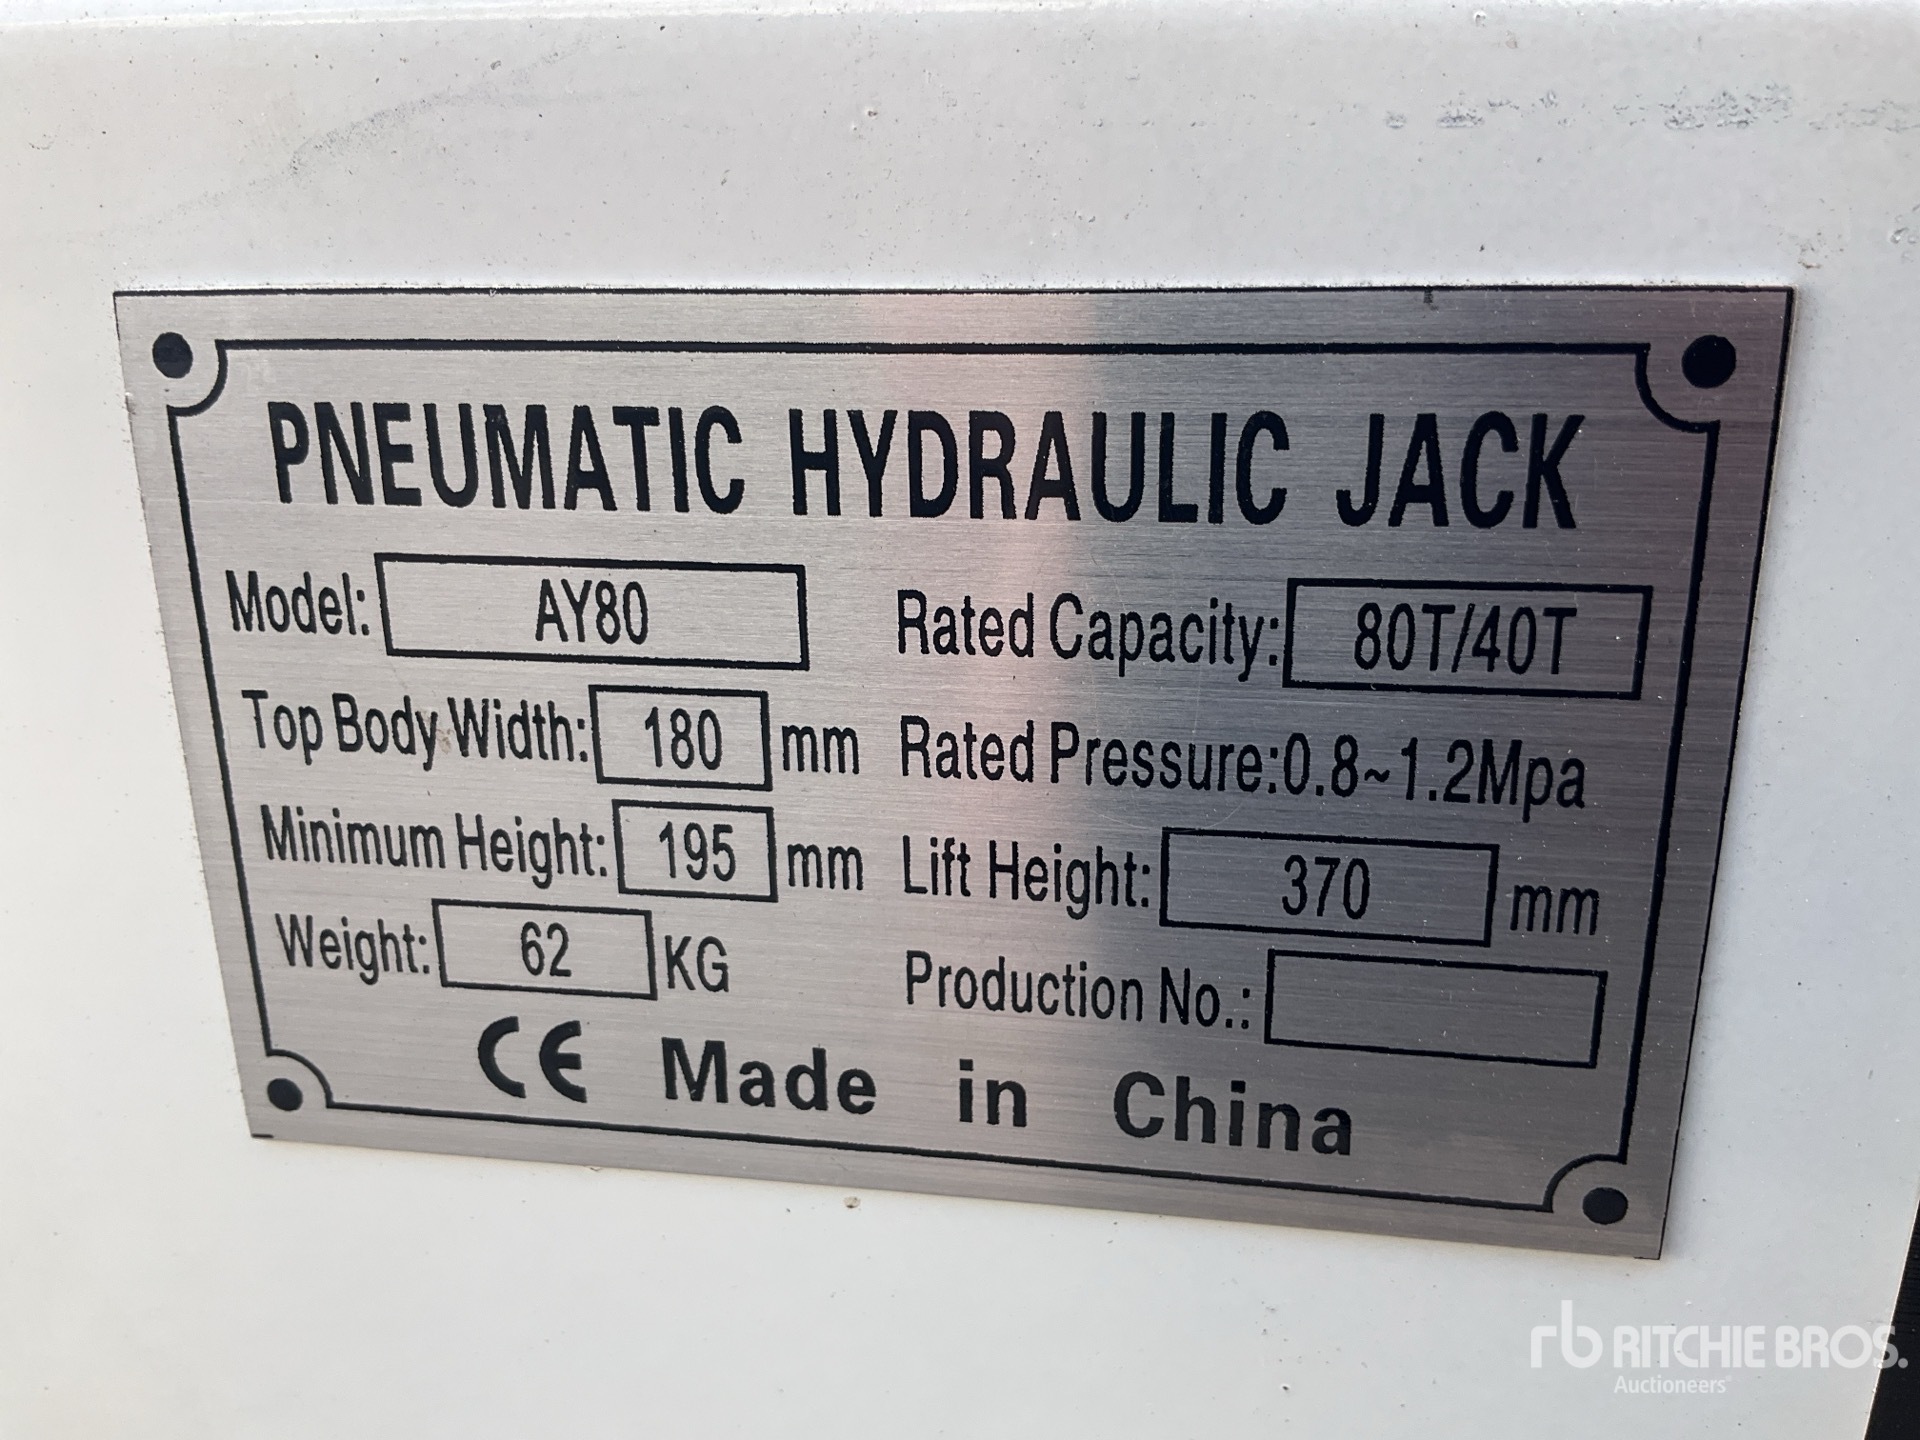 PNEUMATIC HYDRAULIC JACK
Model: AY80 Rated Capacity: 80T/40T
Top Body Width: 180 mm Rated Pressure:0.8~1.2Mpa
Minimum Height: 195 mm Lift Height: 370 mm
Weight: 62 KG Production No.:
CE Made in China
rb RITCHIE BROS.
Auctioneers